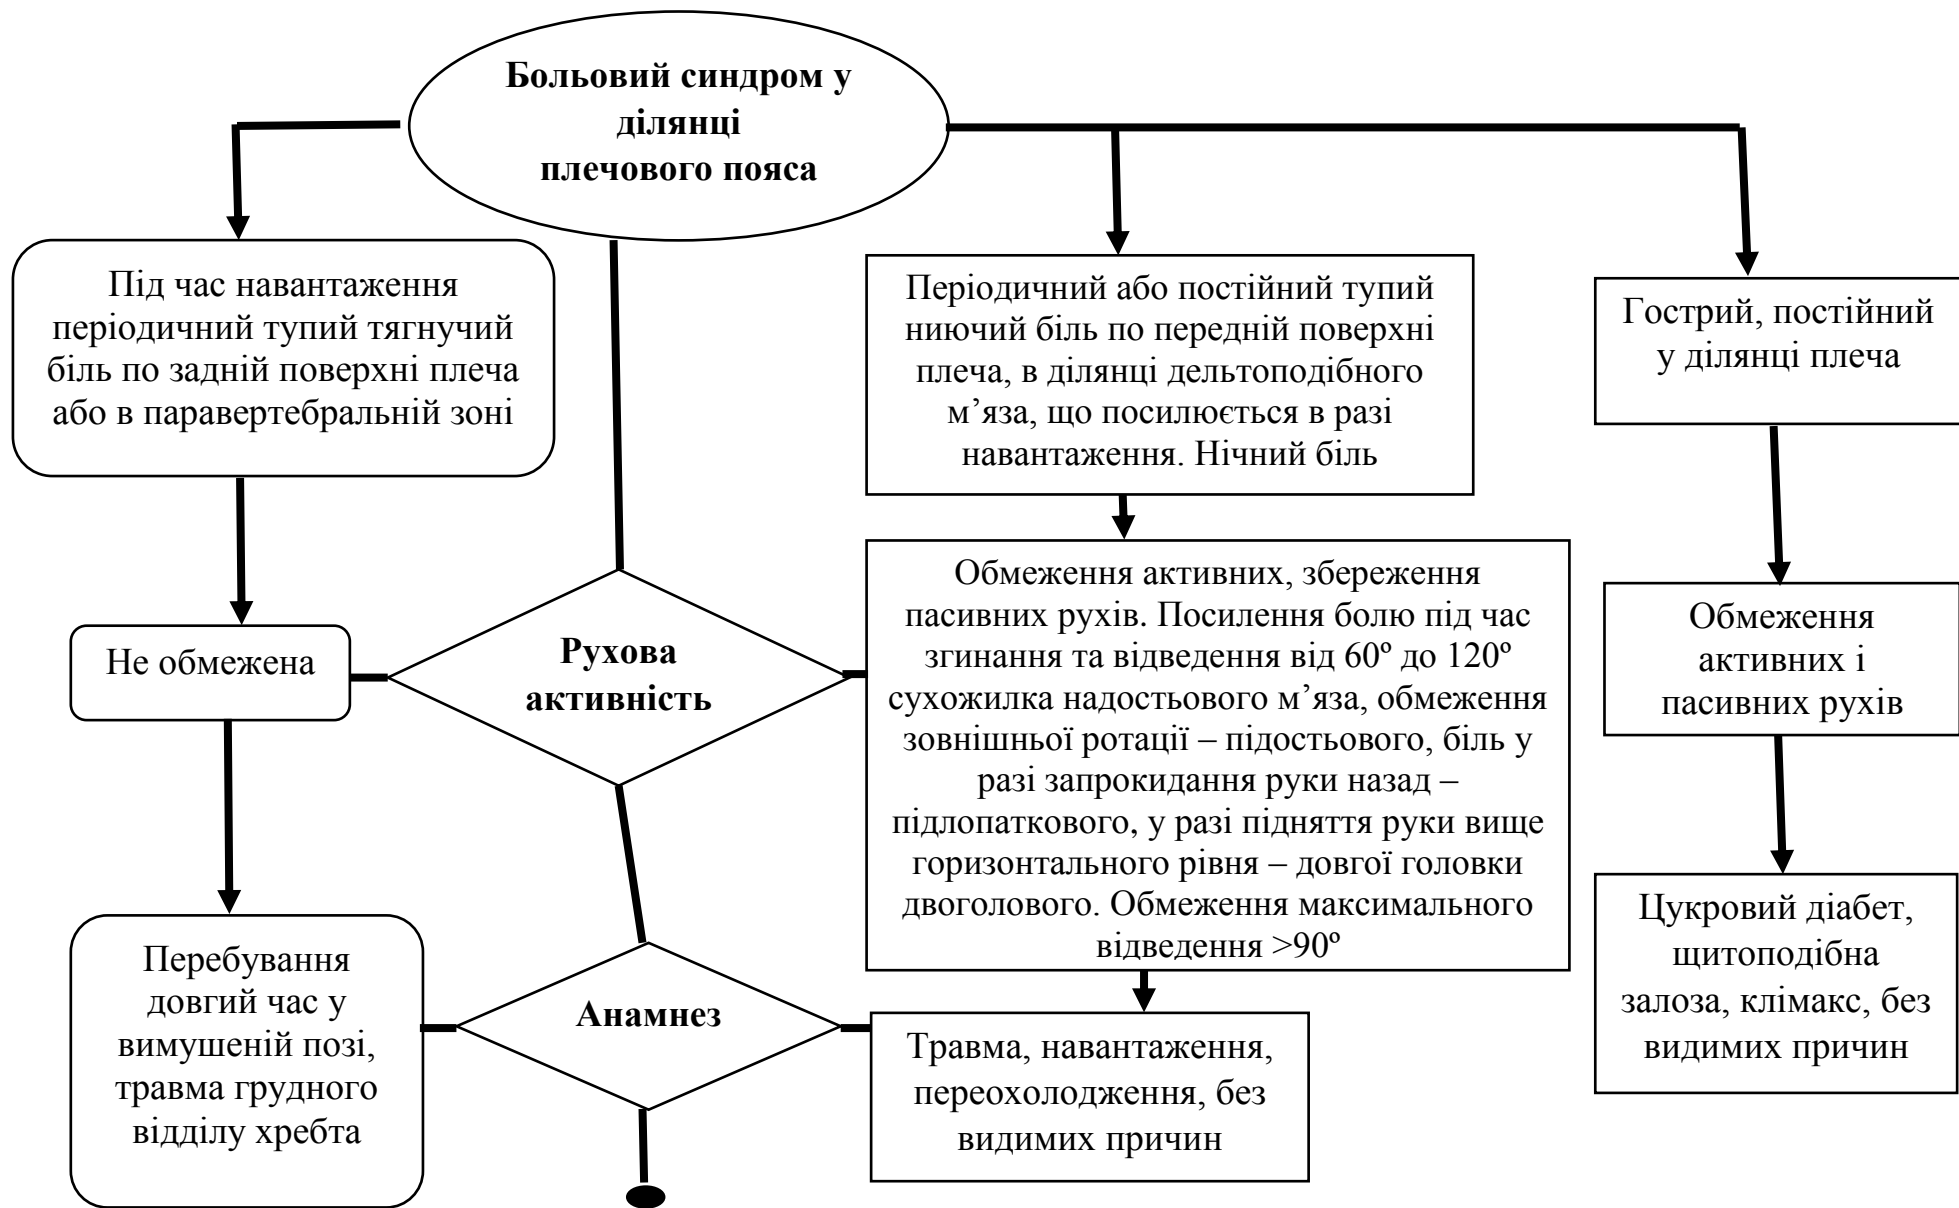 Больовий синдром у
ділянці
плечового пояса
Під час навантаження
періодичний тупий тягнучий
біль по задній поверхні плеча
або в паравертебральній зоні
Періодичний або постійний тупий
ниючий біль по передній поверхні
плеча, в ділянці дельтоподібного
м’яза, що посилюється в разі
навантаження. Нічний біль
Гострий, постійний
у ділянці плеча
Не обмежена
Рухова
активність
Обмеження активних, збереження
пасивних рухів. Посилення болю під час
згинання та відведення від 60º до 120º
сухожилка надостьового м’яза, обмеження
зовнішньої ротації – підостьового, біль у
разі запрокидання руки назад –
підлопаткового, у разі підняття руки вище
горизонтального рівня – довгої головки
двоголового. Обмеження максимального
відведення >90º
Обмеження
активних і
пасивних рухів
Перебування
довгий час у
вимушеній позі,
травма грудного
відділу хребта
Анамнез
Травма, навантаження,
переохолодження, без
видимих причин
Цукровий діабет,
щитоподібна
залоза, клімакс, без
видимих причин